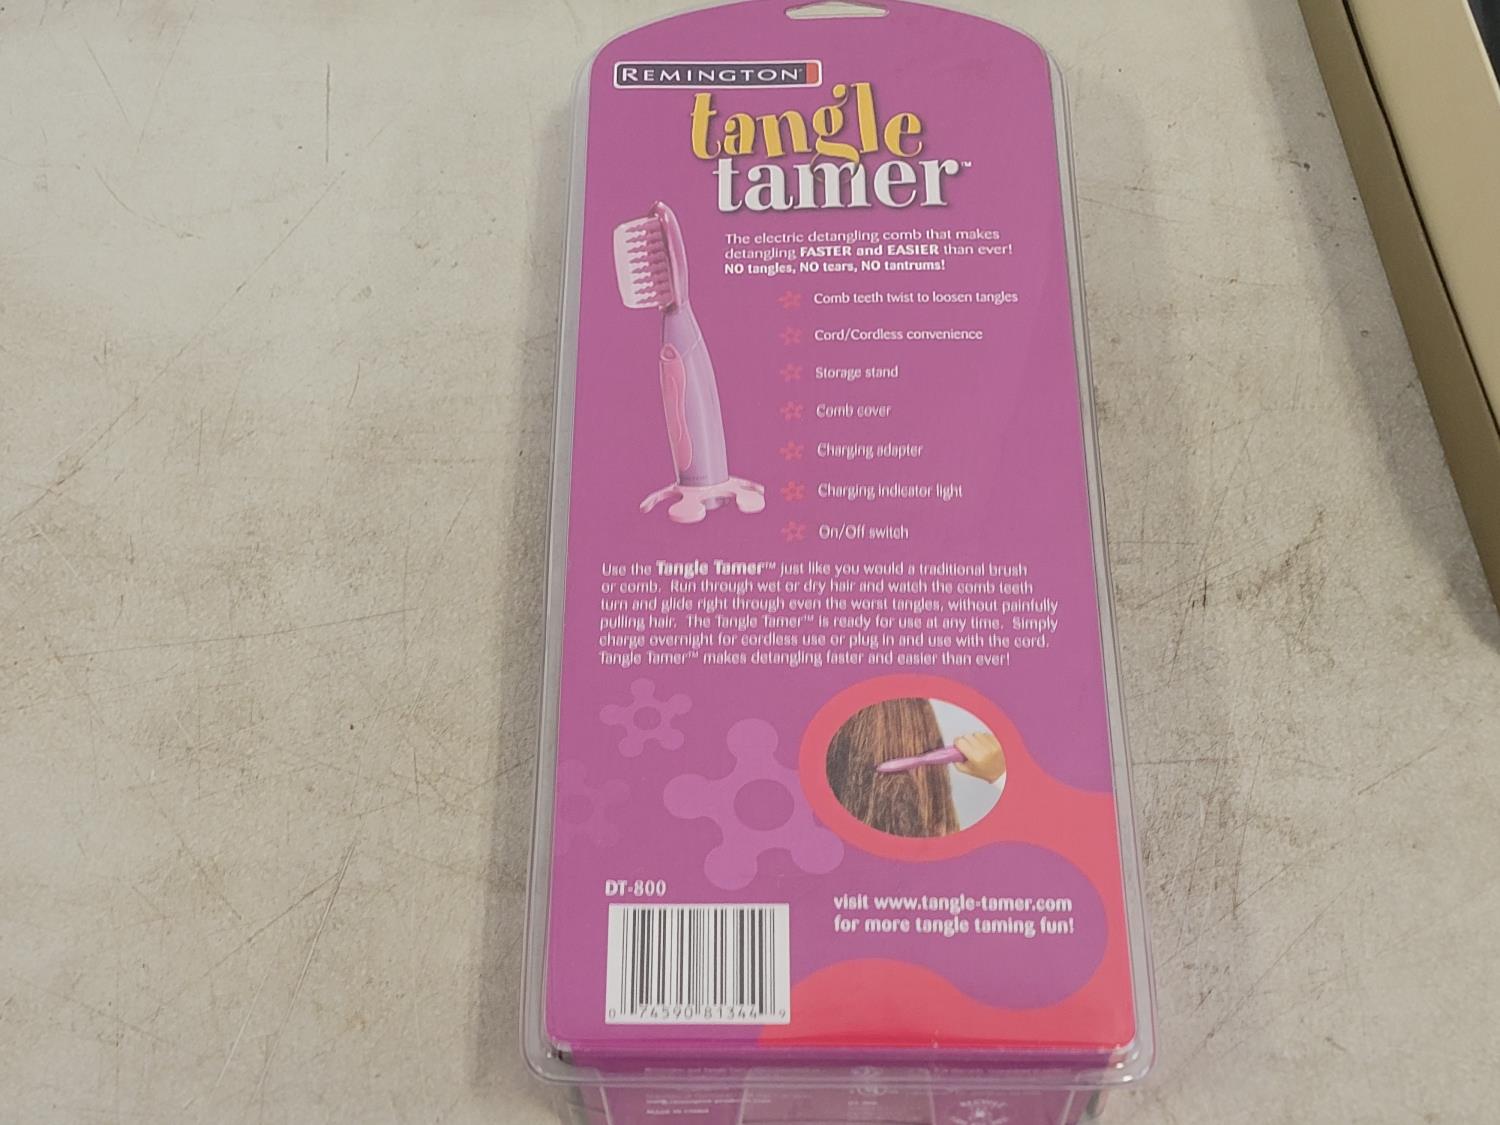 REMINGTON
tangle
tamer™
The electric detangling comb that makes
detangling FASTER and EASIER than ever!
NO tangles, NO tears, NO tantrums!
Comb teeth twist to loosen tangles
Cord/Cordless convenience
Storage stand
Comb cover
Charging adapter
Charging indicator light
On/Off switch
Use the Tangle Tamer™ just like you would a traditional brush
or comb. Run through wet or dry hair and watch the comb teeth
turn and glide right through even the worst tangles, without painfully
pulling hair. The Tangle Tamer™ is ready for use at any time. Simply
charge overnight for cordless use or plug in and use with the cord.
Tangle Tamer™ makes detangling faster and easier than ever!
DT-800
visit www.tangle-tamer.com
for more tangle taming fun!
0 74590 81344 9
MADE IN CHINA